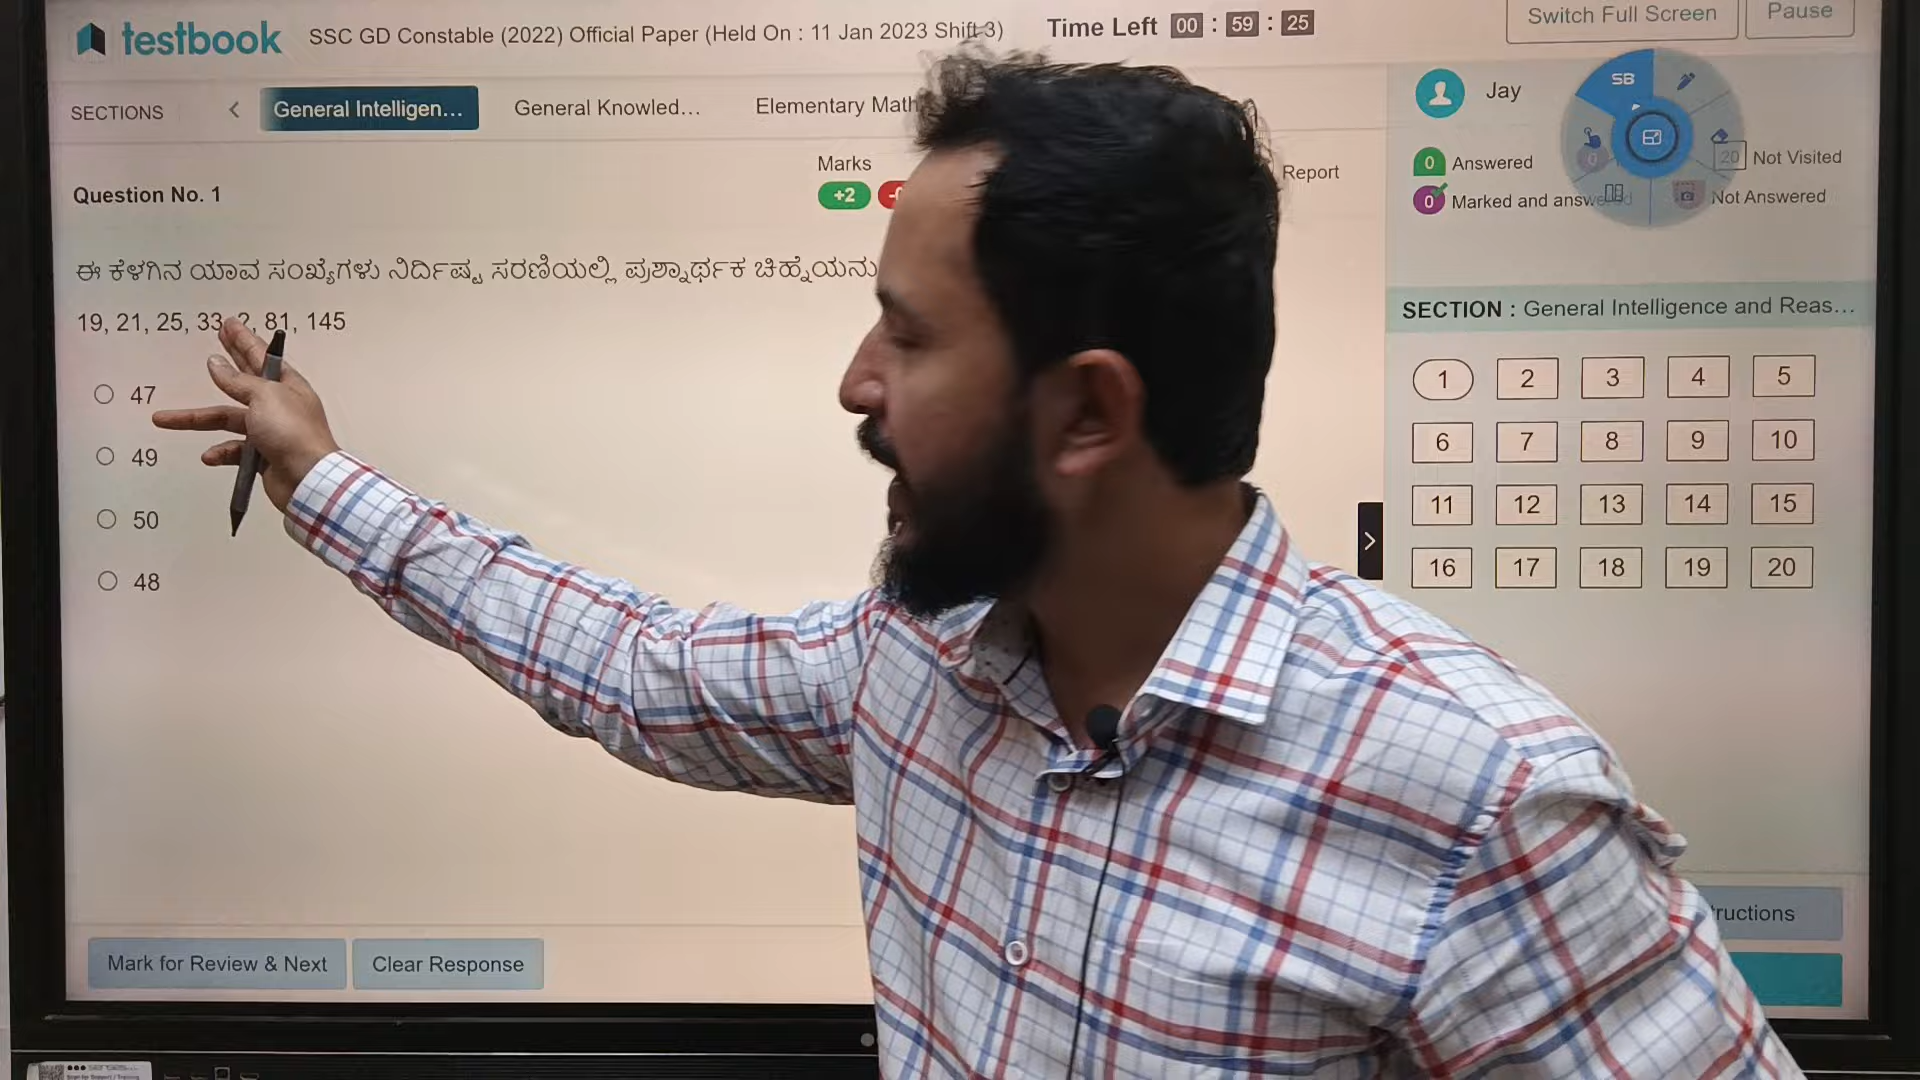 testbook SSC GD Constable (2022) Official Paper (Held On : 11 Jan 2023 Shift 3) Time Left 00 : 59 : 25 Switch Full Screen Pause
SECTIONS General Intelligen... General Knowled... Elementary Math
Jay
SB
Marks
Report
0 Answered
20 Not Visited
Question No. 1
+2
0 Marked and answered
Not Answered
ಈ ಕೆಳಗಿನ ಯಾವ ಸಂಖ್ಯೆಗಳು ನಿರ್ದಿಷ್ಟ ಸರಣಿಯಲ್ಲಿ ಪ್ರಶ್ನಾರ್ಥಕ ಚಿಹ್ನೆಯನು
19, 21, 25, 33, ?, 81, 145
47
49
50
48
SECTION : General Intelligence and Reas...
1 2 3 4 5
6 7 8 9 10
11 12 13 14 15
16 17 18 19 20
tructions
Mark for Review & Next Clear Response